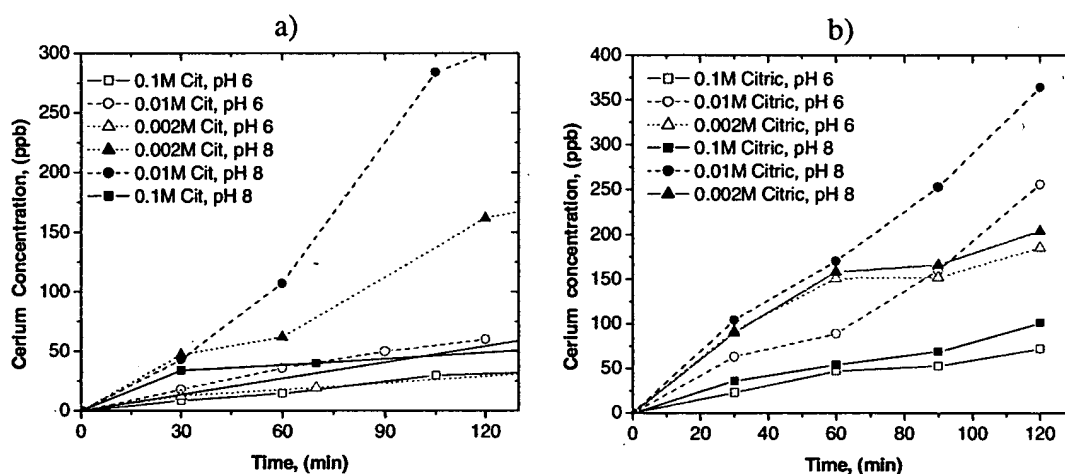 a)
300
250
200
150
100
50
0
Cerium Concentration, (ppb)
0.1M Cit, pH 6
0.01M Cit, pH 6
0.002M Cit, pH 6
0.002M Cit, pH 8
0.01M Cit, pH 8
0.1M Cit, pH 8
0 30 60 90 120
Time, (min)
b)
400
350
300
250
200
150
100
50
0
Cerium concentration, (ppb)
0.1M Citric, pH 6
0.01M Citric, pH 6
0.002M Citric, pH 6
0.1M Citric, pH 8
0.01M Citric, pH 8
0.002M Citric, pH 8
0 20 40 60 80 100 120
Time, (min)